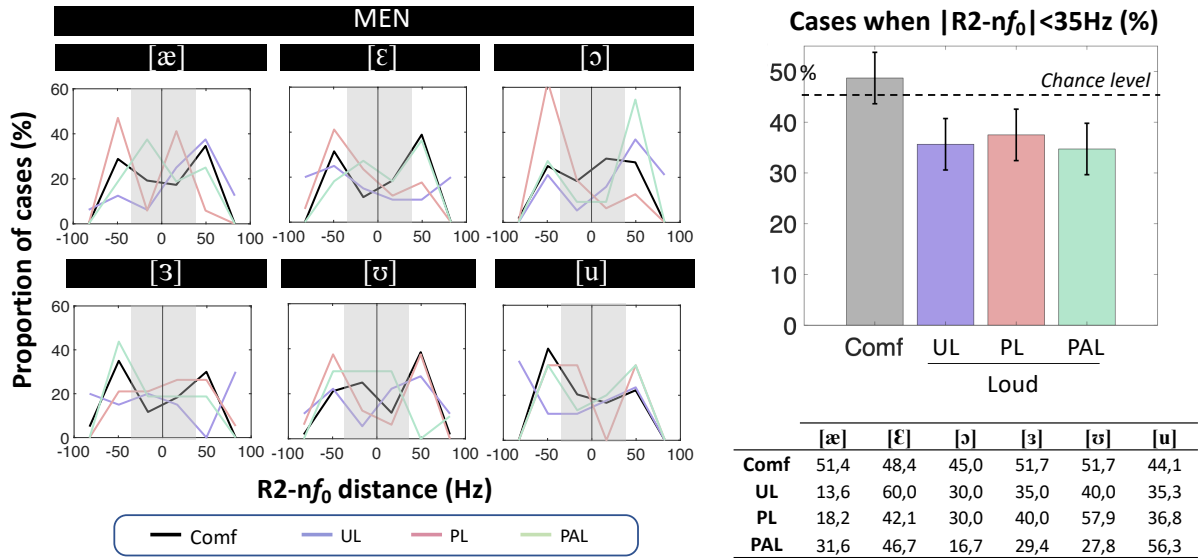 MEN
[æ] [ɛ] [ɔ]
60
40
20
0
-100 -50 0 50 100
-100 -50 0 50 100
-100 -50 0 50 100
[ɜ] [ʊ] [u]
60
40
20
0
-100 -50 0 50 100
-100 -50 0 50 100
-100 -50 0 50 100
Proportion of cases (%)
R2-nf₀ distance (Hz)
Comf UL PL PAL
Cases when |R2-nf₀|<35Hz (%)
%
50
40
30
20
10
0
Chance level
Comf UL PL PAL
Loud
[æ] [ɛ] [ɔ] [ɜ] [ʊ] [u]
Comf 51,4 48,4 45,0 51,7 51,7 44,1
UL 13,6 60,0 30,0 35,0 40,0 35,3
PL 18,2 42,1 30,0 40,0 57,9 36,8
PAL 31,6 46,7 16,7 29,4 27,8 56,3